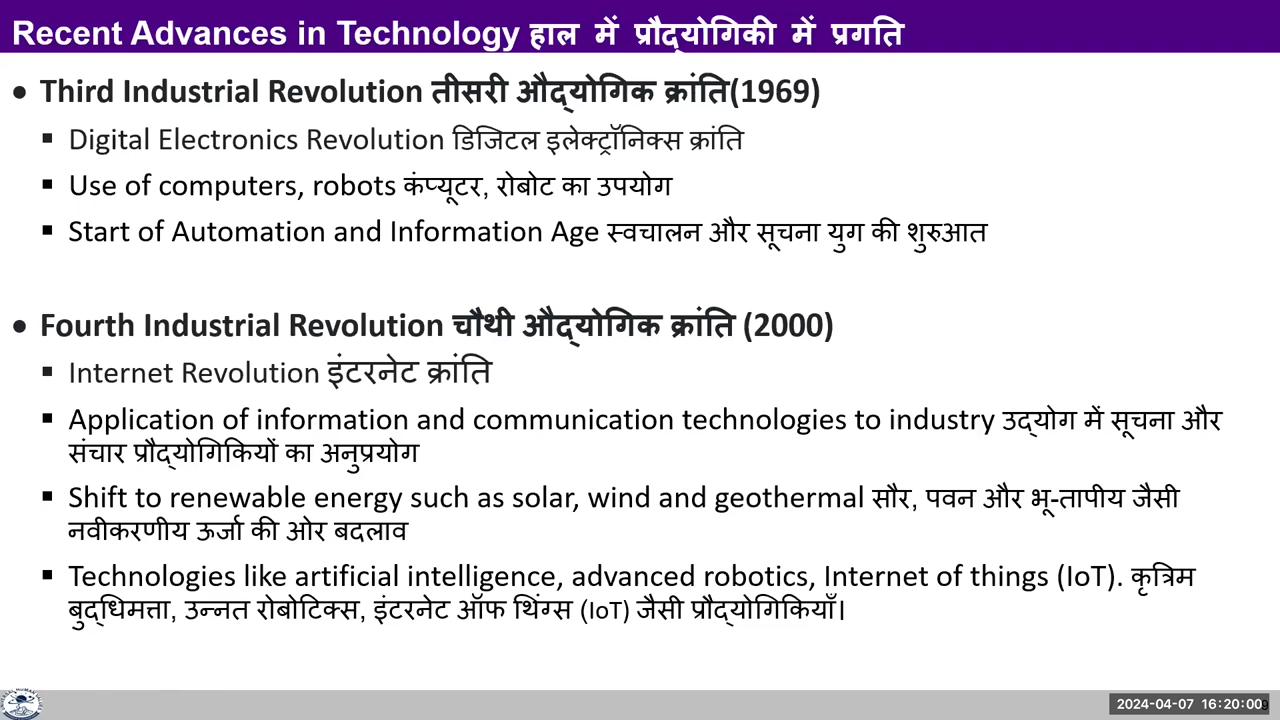 Recent Advances in Technology हाल में प्रौद्योगिकी में प्रगति
• Third Industrial Revolution तीसरी औद्योगिक क्रांति(1969)
▪ Digital Electronics Revolution डिजिटल इलेक्ट्रॉनिक्स क्रांति
▪ Use of computers, robots कंप्यूटर, रोबोट का उपयोग
▪ Start of Automation and Information Age स्वचालन और सूचना युग की शुरुआत
• Fourth Industrial Revolution चौथी औद्योगिक क्रांति (2000)
▪ Internet Revolution इंटरनेट क्रांति
▪ Application of information and communication technologies to industry उद्योग में सूचना और
संचार प्रौद्योगिकियों का अनुप्रयोग
▪ Shift to renewable energy such as solar, wind and geothermal सौर, पवन और भू-तापीय जैसी
नवीकरणीय ऊर्जा की ओर बदलाव
▪ Technologies like artificial intelligence, advanced robotics, Internet of things (IoT). कृत्रिम
बुद्धिमत्ता, उन्नत रोबोटिक्स, इंटरनेट ऑफ थिंग्स (IoT) जैसी प्रौद्योगिकियाँ।
2024-04-07 16:20:00